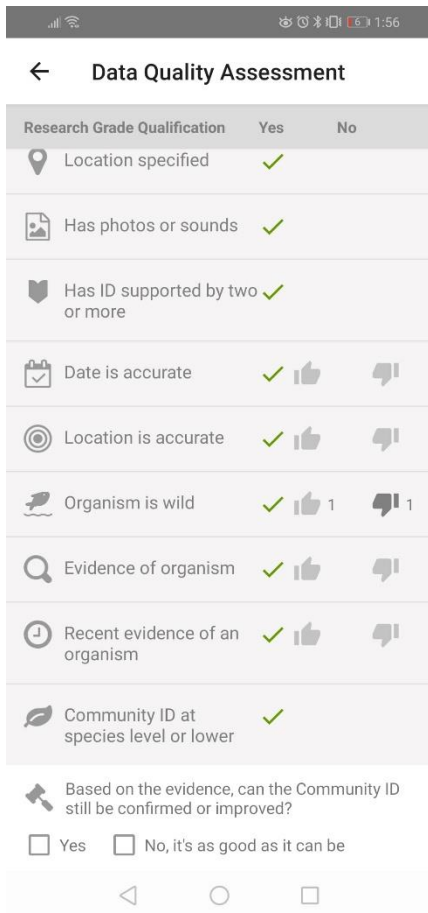 6 1:56
Data Quality Assessment
Research Grade Qualification Yes No
Location specified
Has photos or sounds
Has ID supported by two
or more
Date is accurate
Location is accurate
Organism is wild 1 1
Evidence of organism
Recent evidence of an
organism
Community ID at
species level or lower
Based on the evidence, can the Community ID
still be confirmed or improved?
Yes No, it's as good as it can be